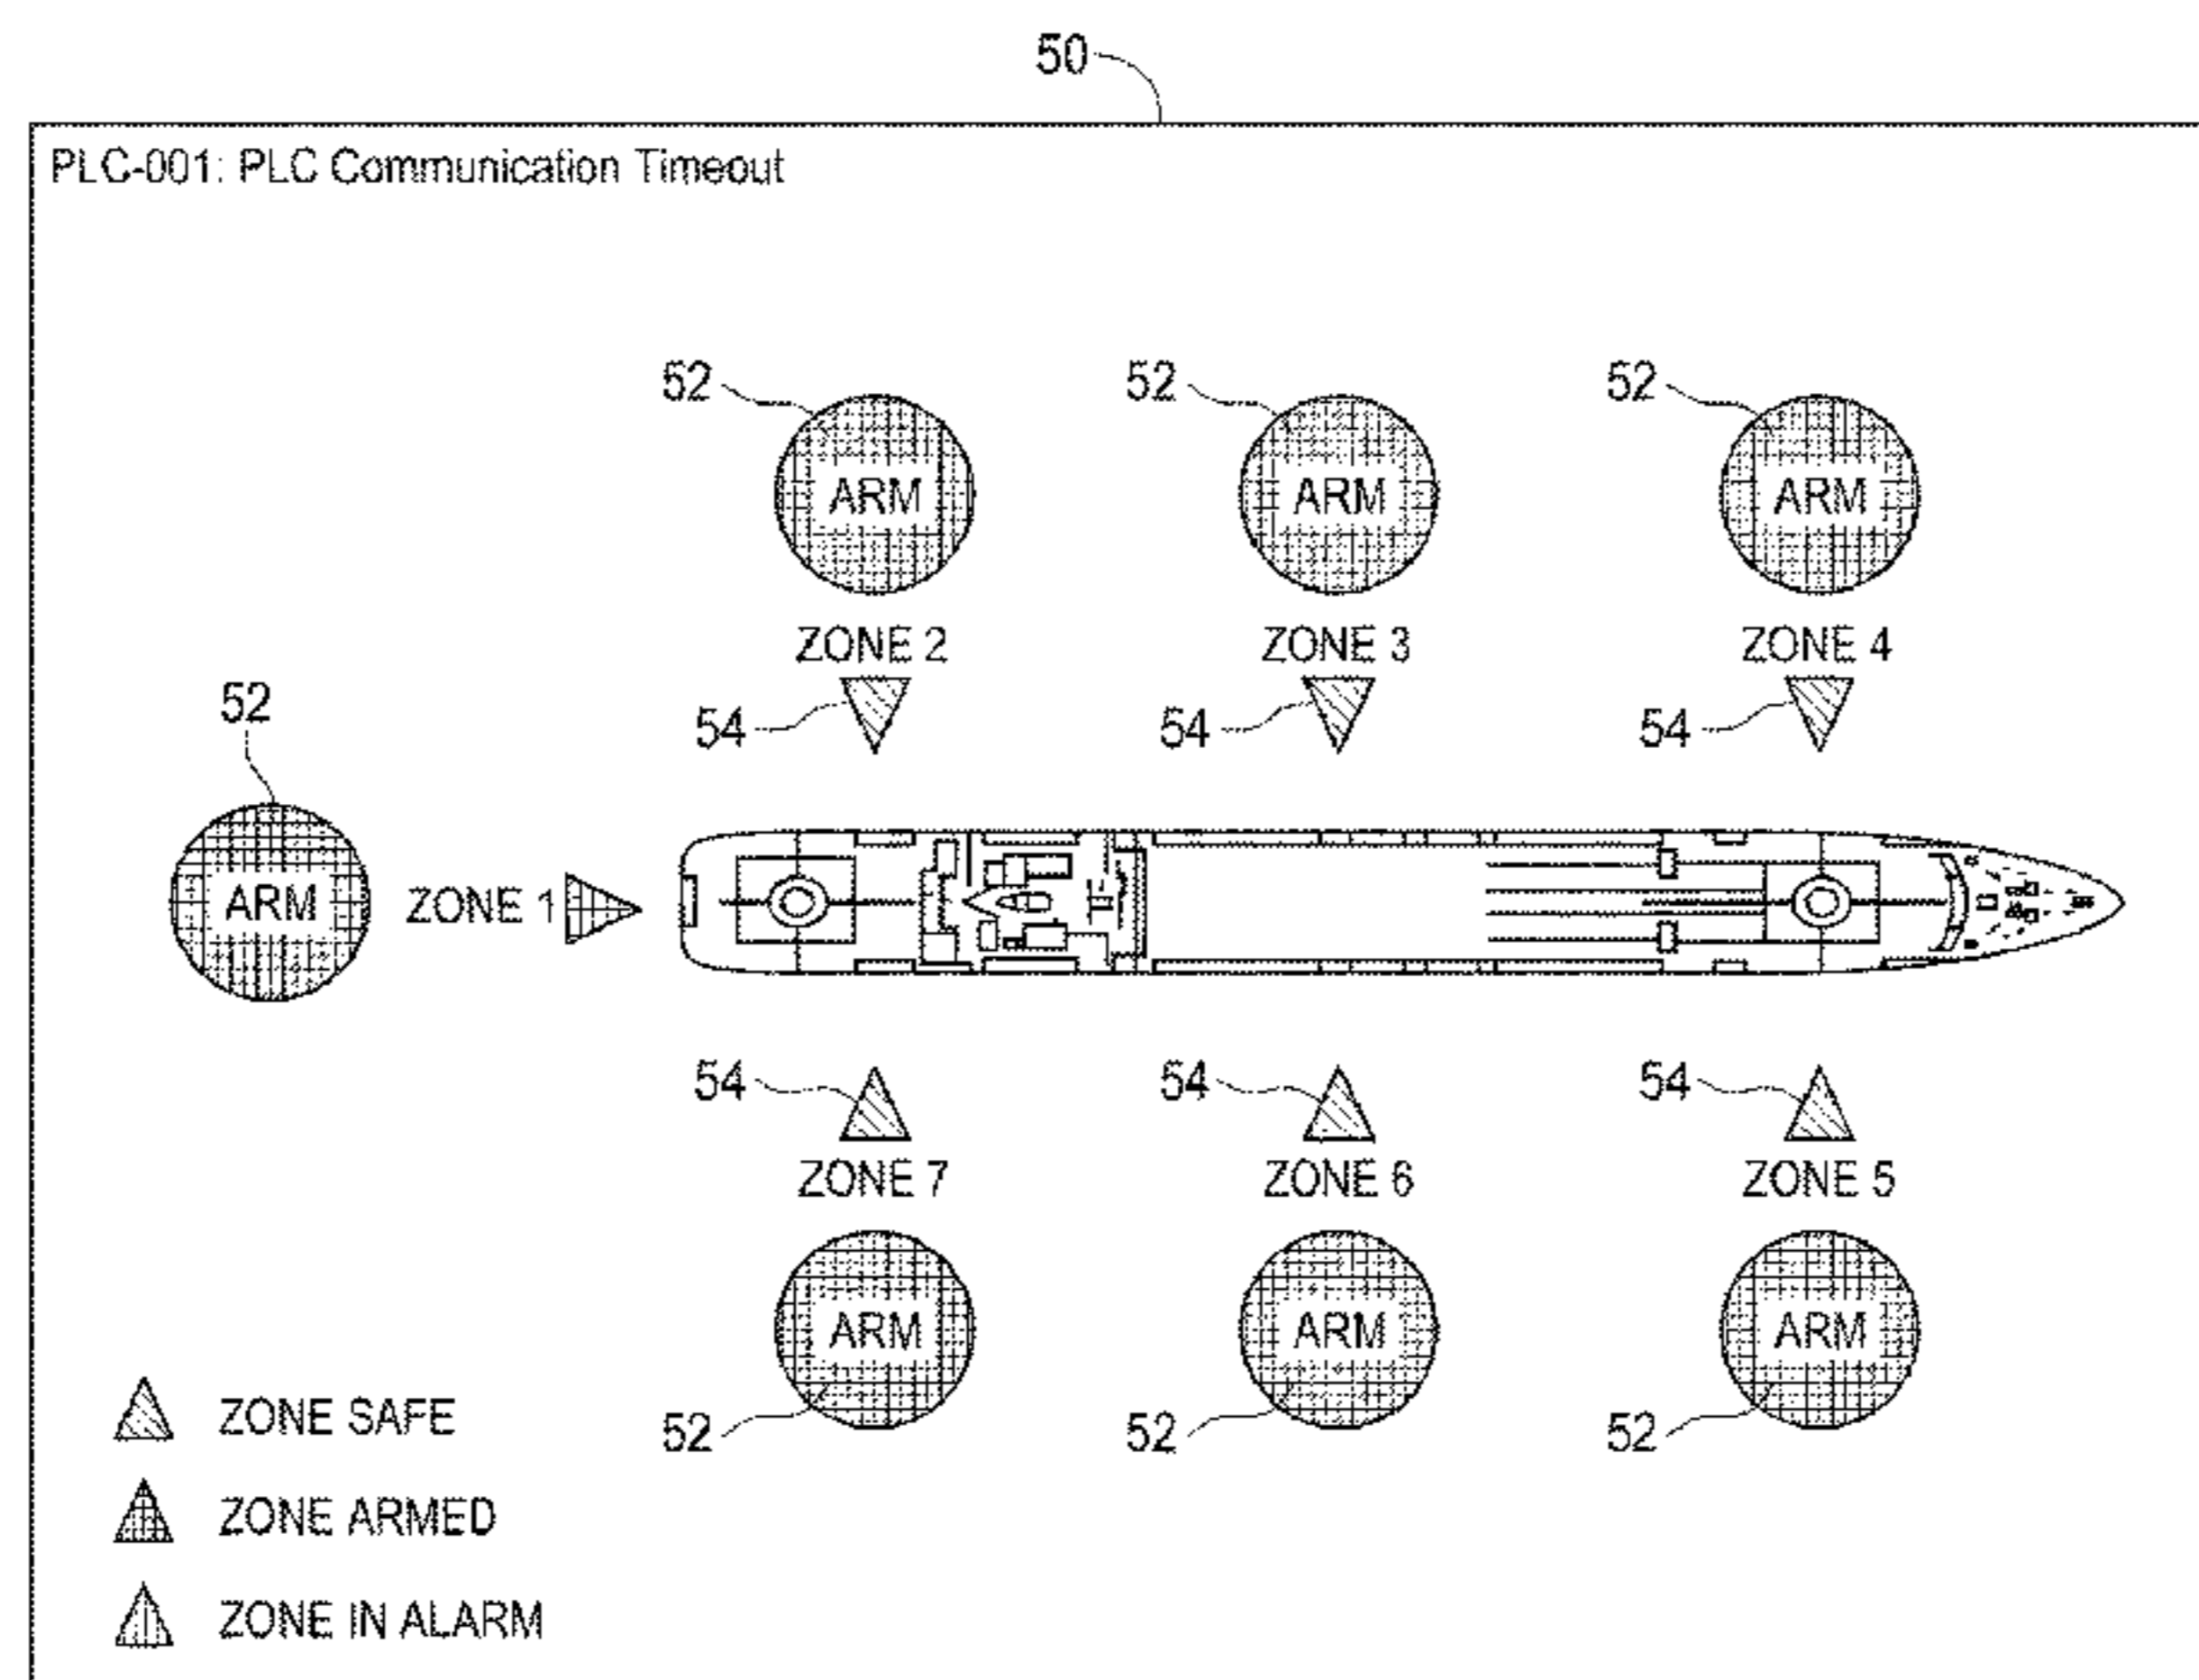 50
PLC-001: PLC Communication Timeout
52 52 52
ARM ARM ARM
ZONE 2 ZONE 3 ZONE 4
52
54 54 54
ARM ZONE 1
54 54 54
ZONE 7 ZONE 6 ZONE 5
ARM ARM ARM
ZONE SAFE
52 52 52
ZONE ARMED
ZONE IN ALARM